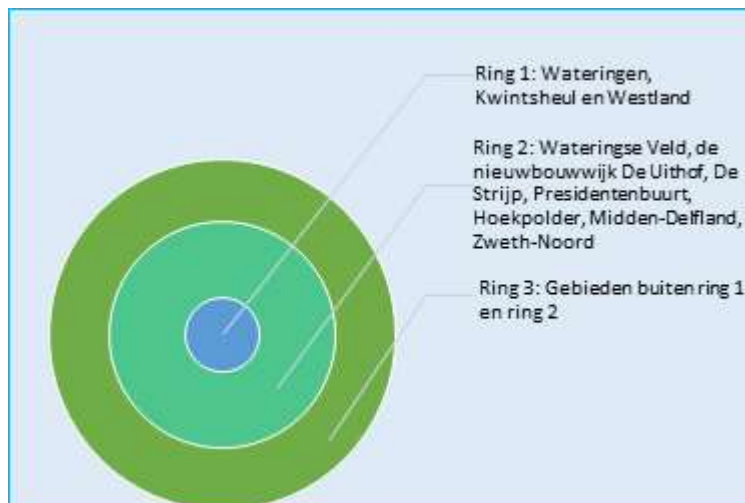 Ring 1: Wateringen,
Kwintsheul en Westland
Ring 2: Wateringse Veld, de
nieuwbouwwijk De Uithof, De
Strijp, Presidentenbuurt,
Hoekpolder, Midden-Delfland,
Zweth-Noord
Ring 3: Gebieden buiten ring 1
en ring 2